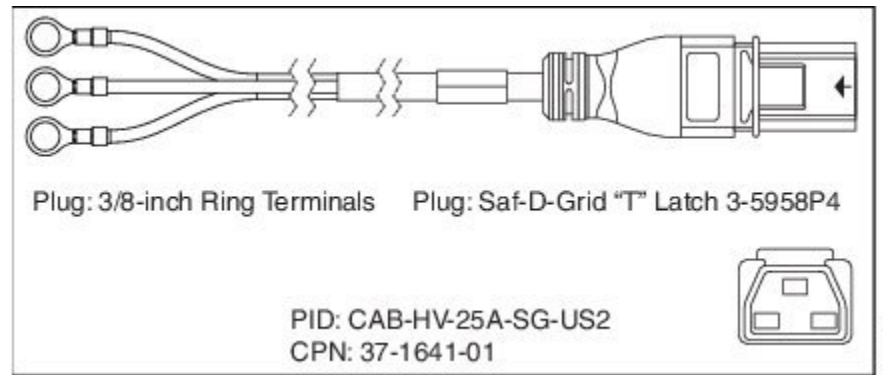 Plug: 3/8-inch Ring Terminals
Plug: Saf-D-Grid “T” Latch 3-5958P4
PID: CAB-HV-25A-SG-US2
CPN: 37-1641-01